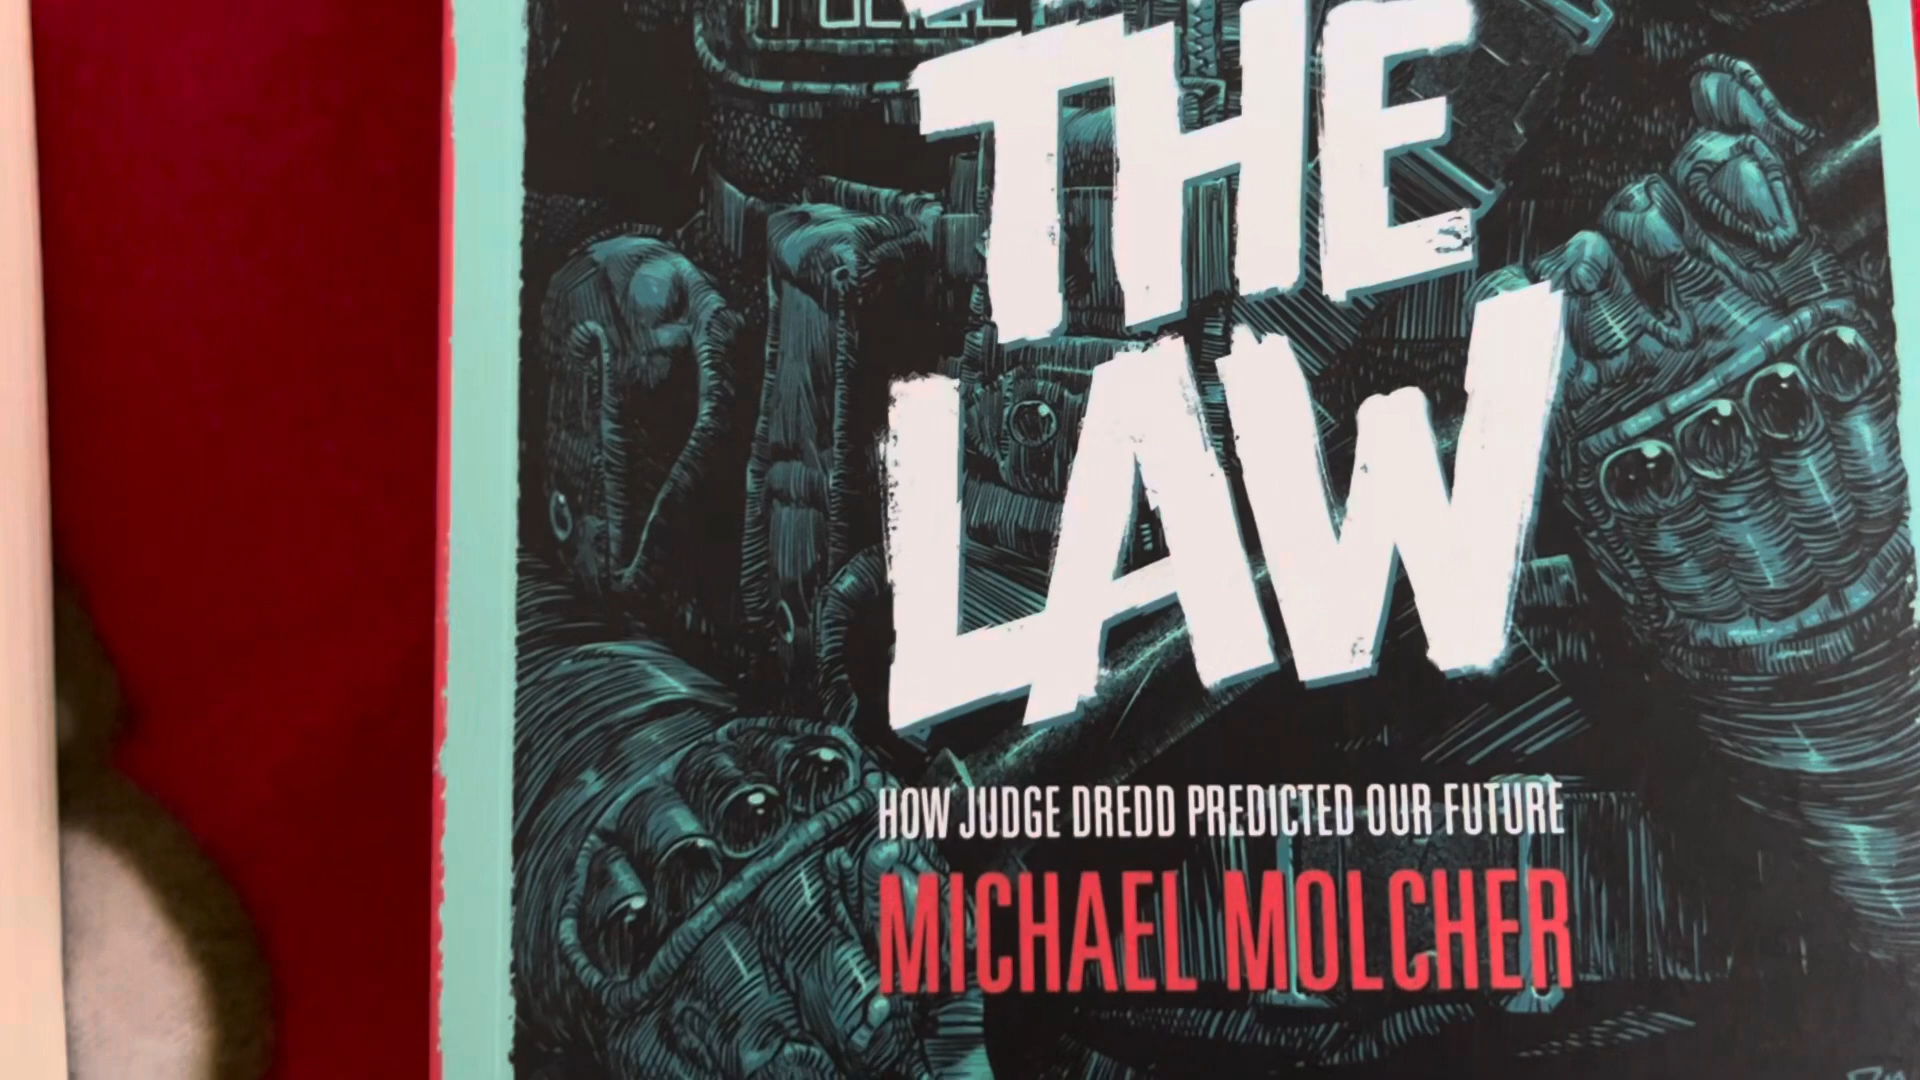 THE
LAW
HOW JUDGE DREDD PREDICTED OUR FUTURE
MICHAEL MOLCHER